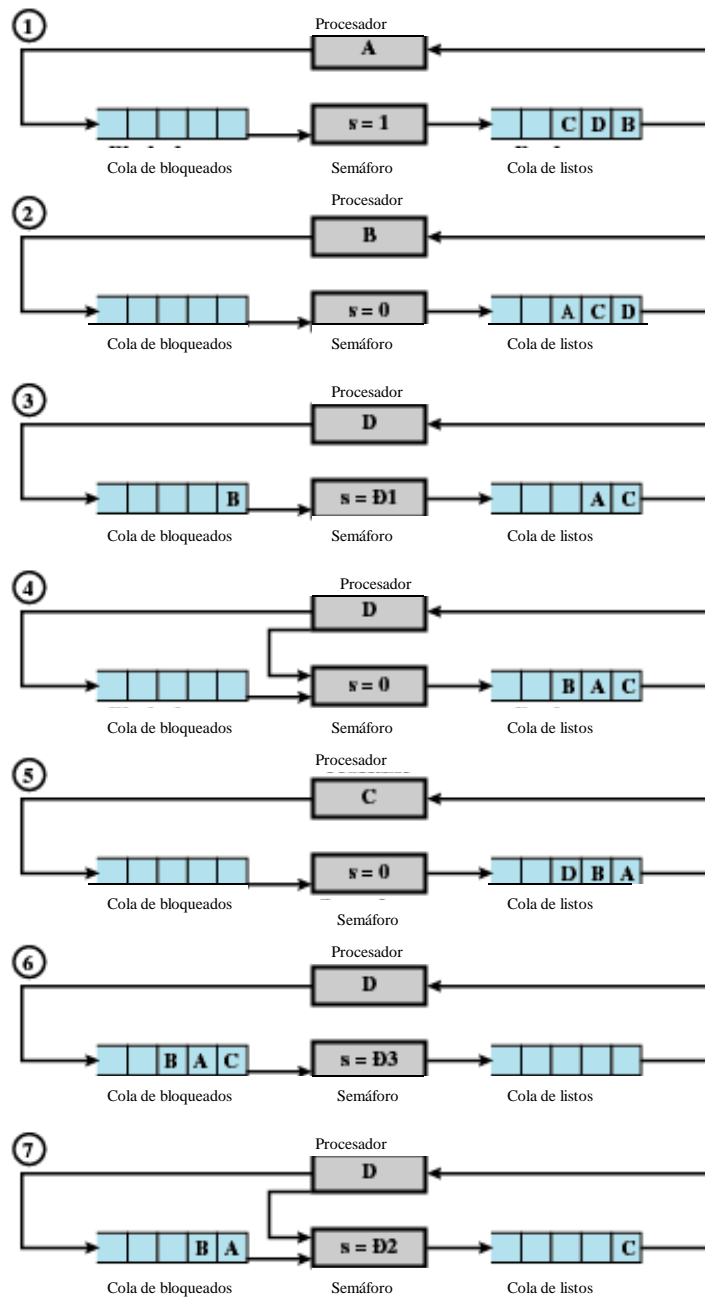 1
Procesador
A
s = 1
C D B
Cola de bloqueados Semáforo Cola de listos
2
Procesador
B
s = 0
A C D
Cola de bloqueados Semáforo Cola de listos
3
Procesador
D
B
s = Ð1
A C
Cola de bloqueados Semáforo Cola de listos
4
Procesador
D
s = 0
B A C
Cola de bloqueados Semáforo Cola de listos
5
Procesador
C
s = 0
D B A
Cola de bloqueados Semáforo Cola de listos
6
Procesador
D
B A C
s = Ð3
Cola de bloqueados Semáforo Cola de listos
7
Procesador
D
B A
s = Ð2
C
Cola de bloqueados Semáforo Cola de listos